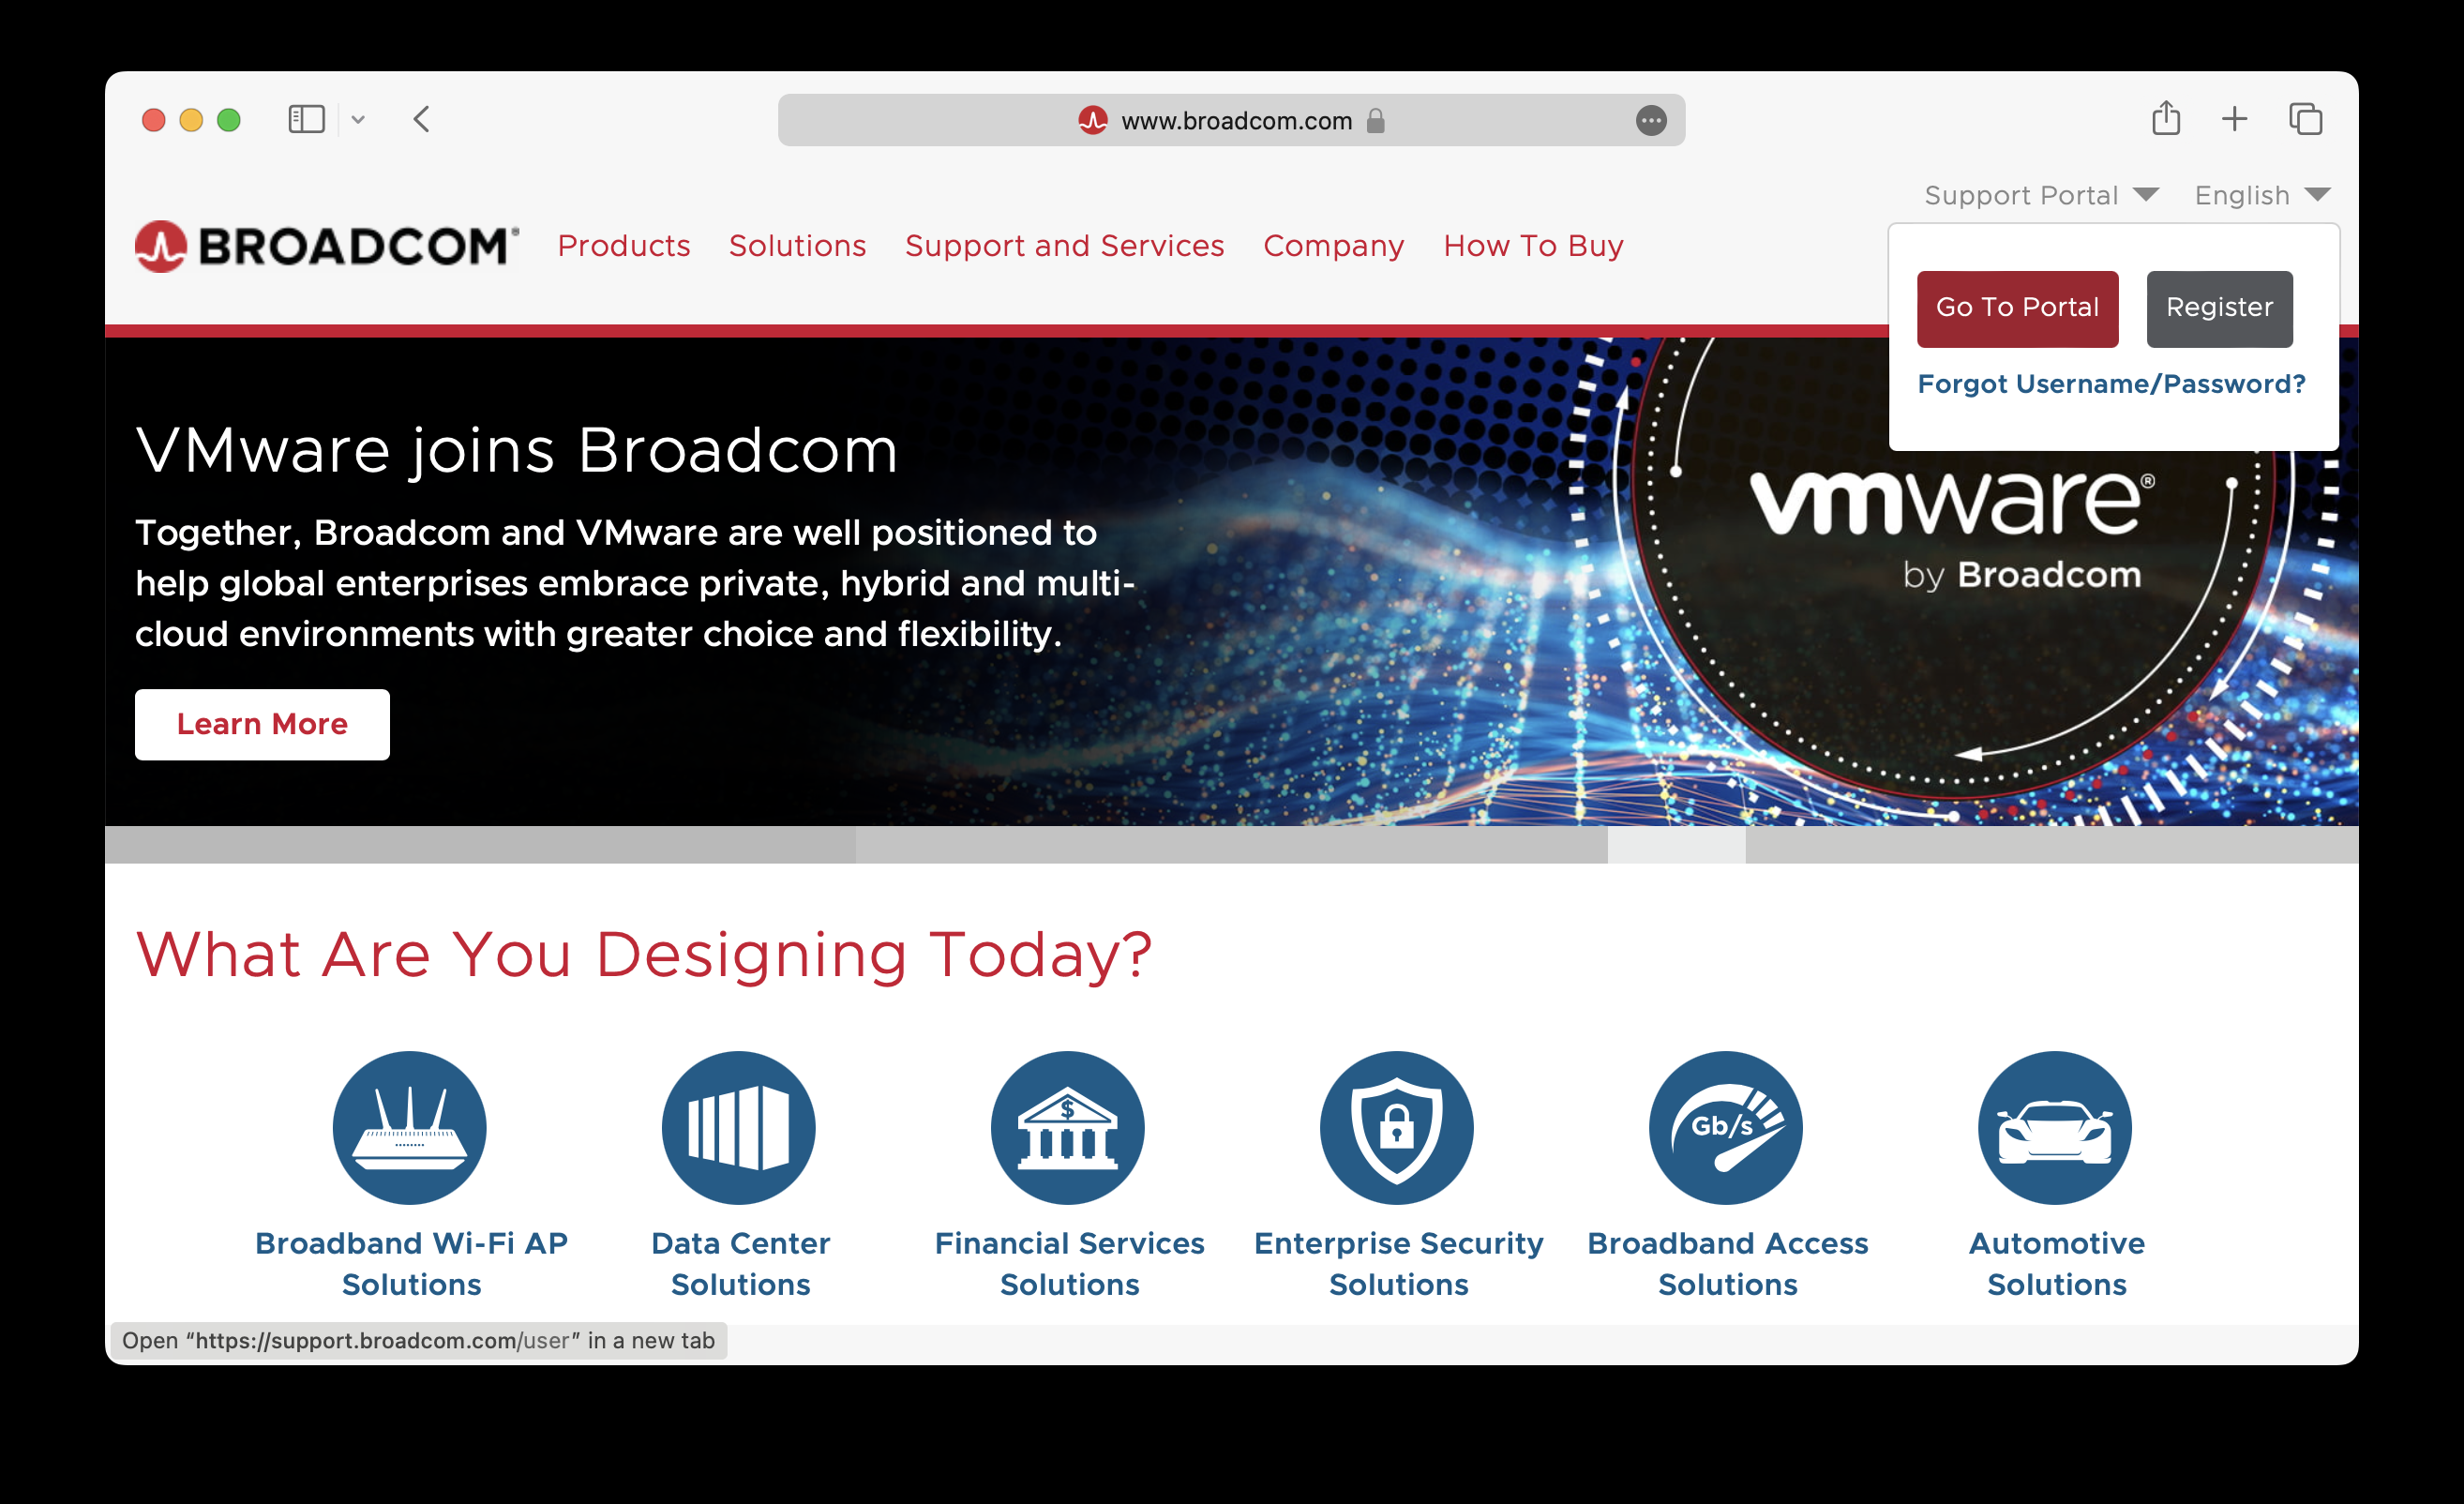 www.broadcom.com
Support Portal
English
BROADCOM®
Products
Solutions
Support and Services
Company
How To Buy
Go To Portal
Register
Forgot Username/Password?
VMware joins Broadcom
Together, Broadcom and VMware are well positioned to
help global enterprises embrace private, hybrid and multi-
cloud environments with greater choice and flexibility.
Learn More
vmware®
by Broadcom
What Are You Designing Today?
$
Gb/s
Broadband Wi-Fi AP
Solutions
Data Center
Solutions
Financial Services
Solutions
Enterprise Security
Solutions
Broadband Access
Solutions
Automotive
Solutions
Open “https://support.broadcom.com/user” in a new tab